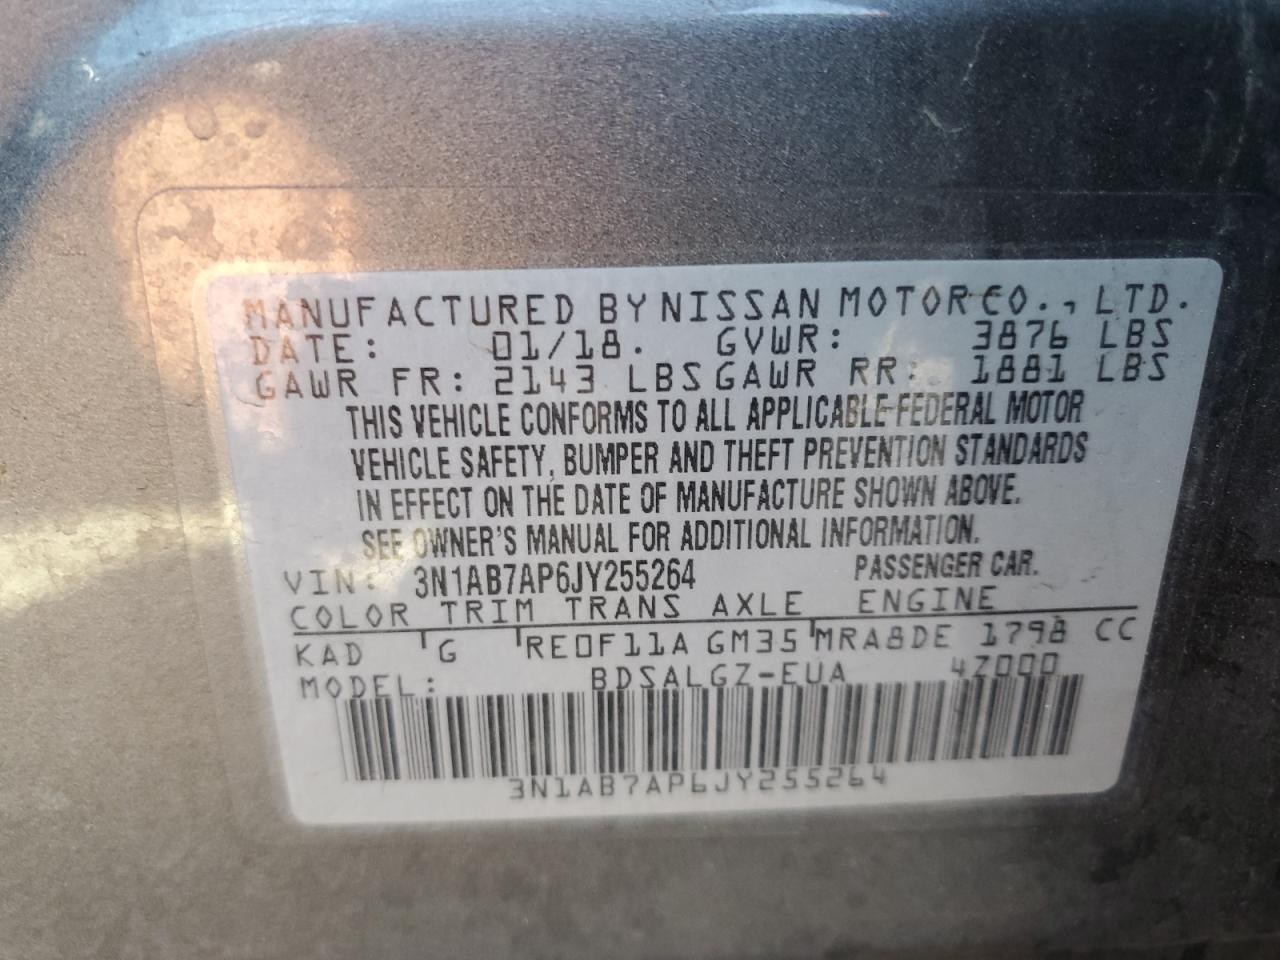 MANUFACTURED BY NISSAN MOTOR CO., LTD.
DATE: 01/18. GVWR: 3876 LBS
GAWR FR: 2143 LBS GAWR RR: 1881 LBS
THIS VEHICLE CONFORMS TO ALL APPLICABLE FEDERAL MOTOR
VEHICLE SAFETY, BUMPER AND THEFT PREVENTION STANDARDS
IN EFFECT ON THE DATE OF MANUFACTURE SHOWN ABOVE.
SEE OWNER'S MANUAL FOR ADDITIONAL INFORMATION.
VIN: 3N1AB7AP6JY255264 PASSENGER CAR.
COLOR TRIM TRANS AXLE ENGINE
KAD G RE0F11A GM35 MRA8DE 1798 CC
MODEL: BDSALGZ-EUA 4Z000
3N1AB7AP6JY255264